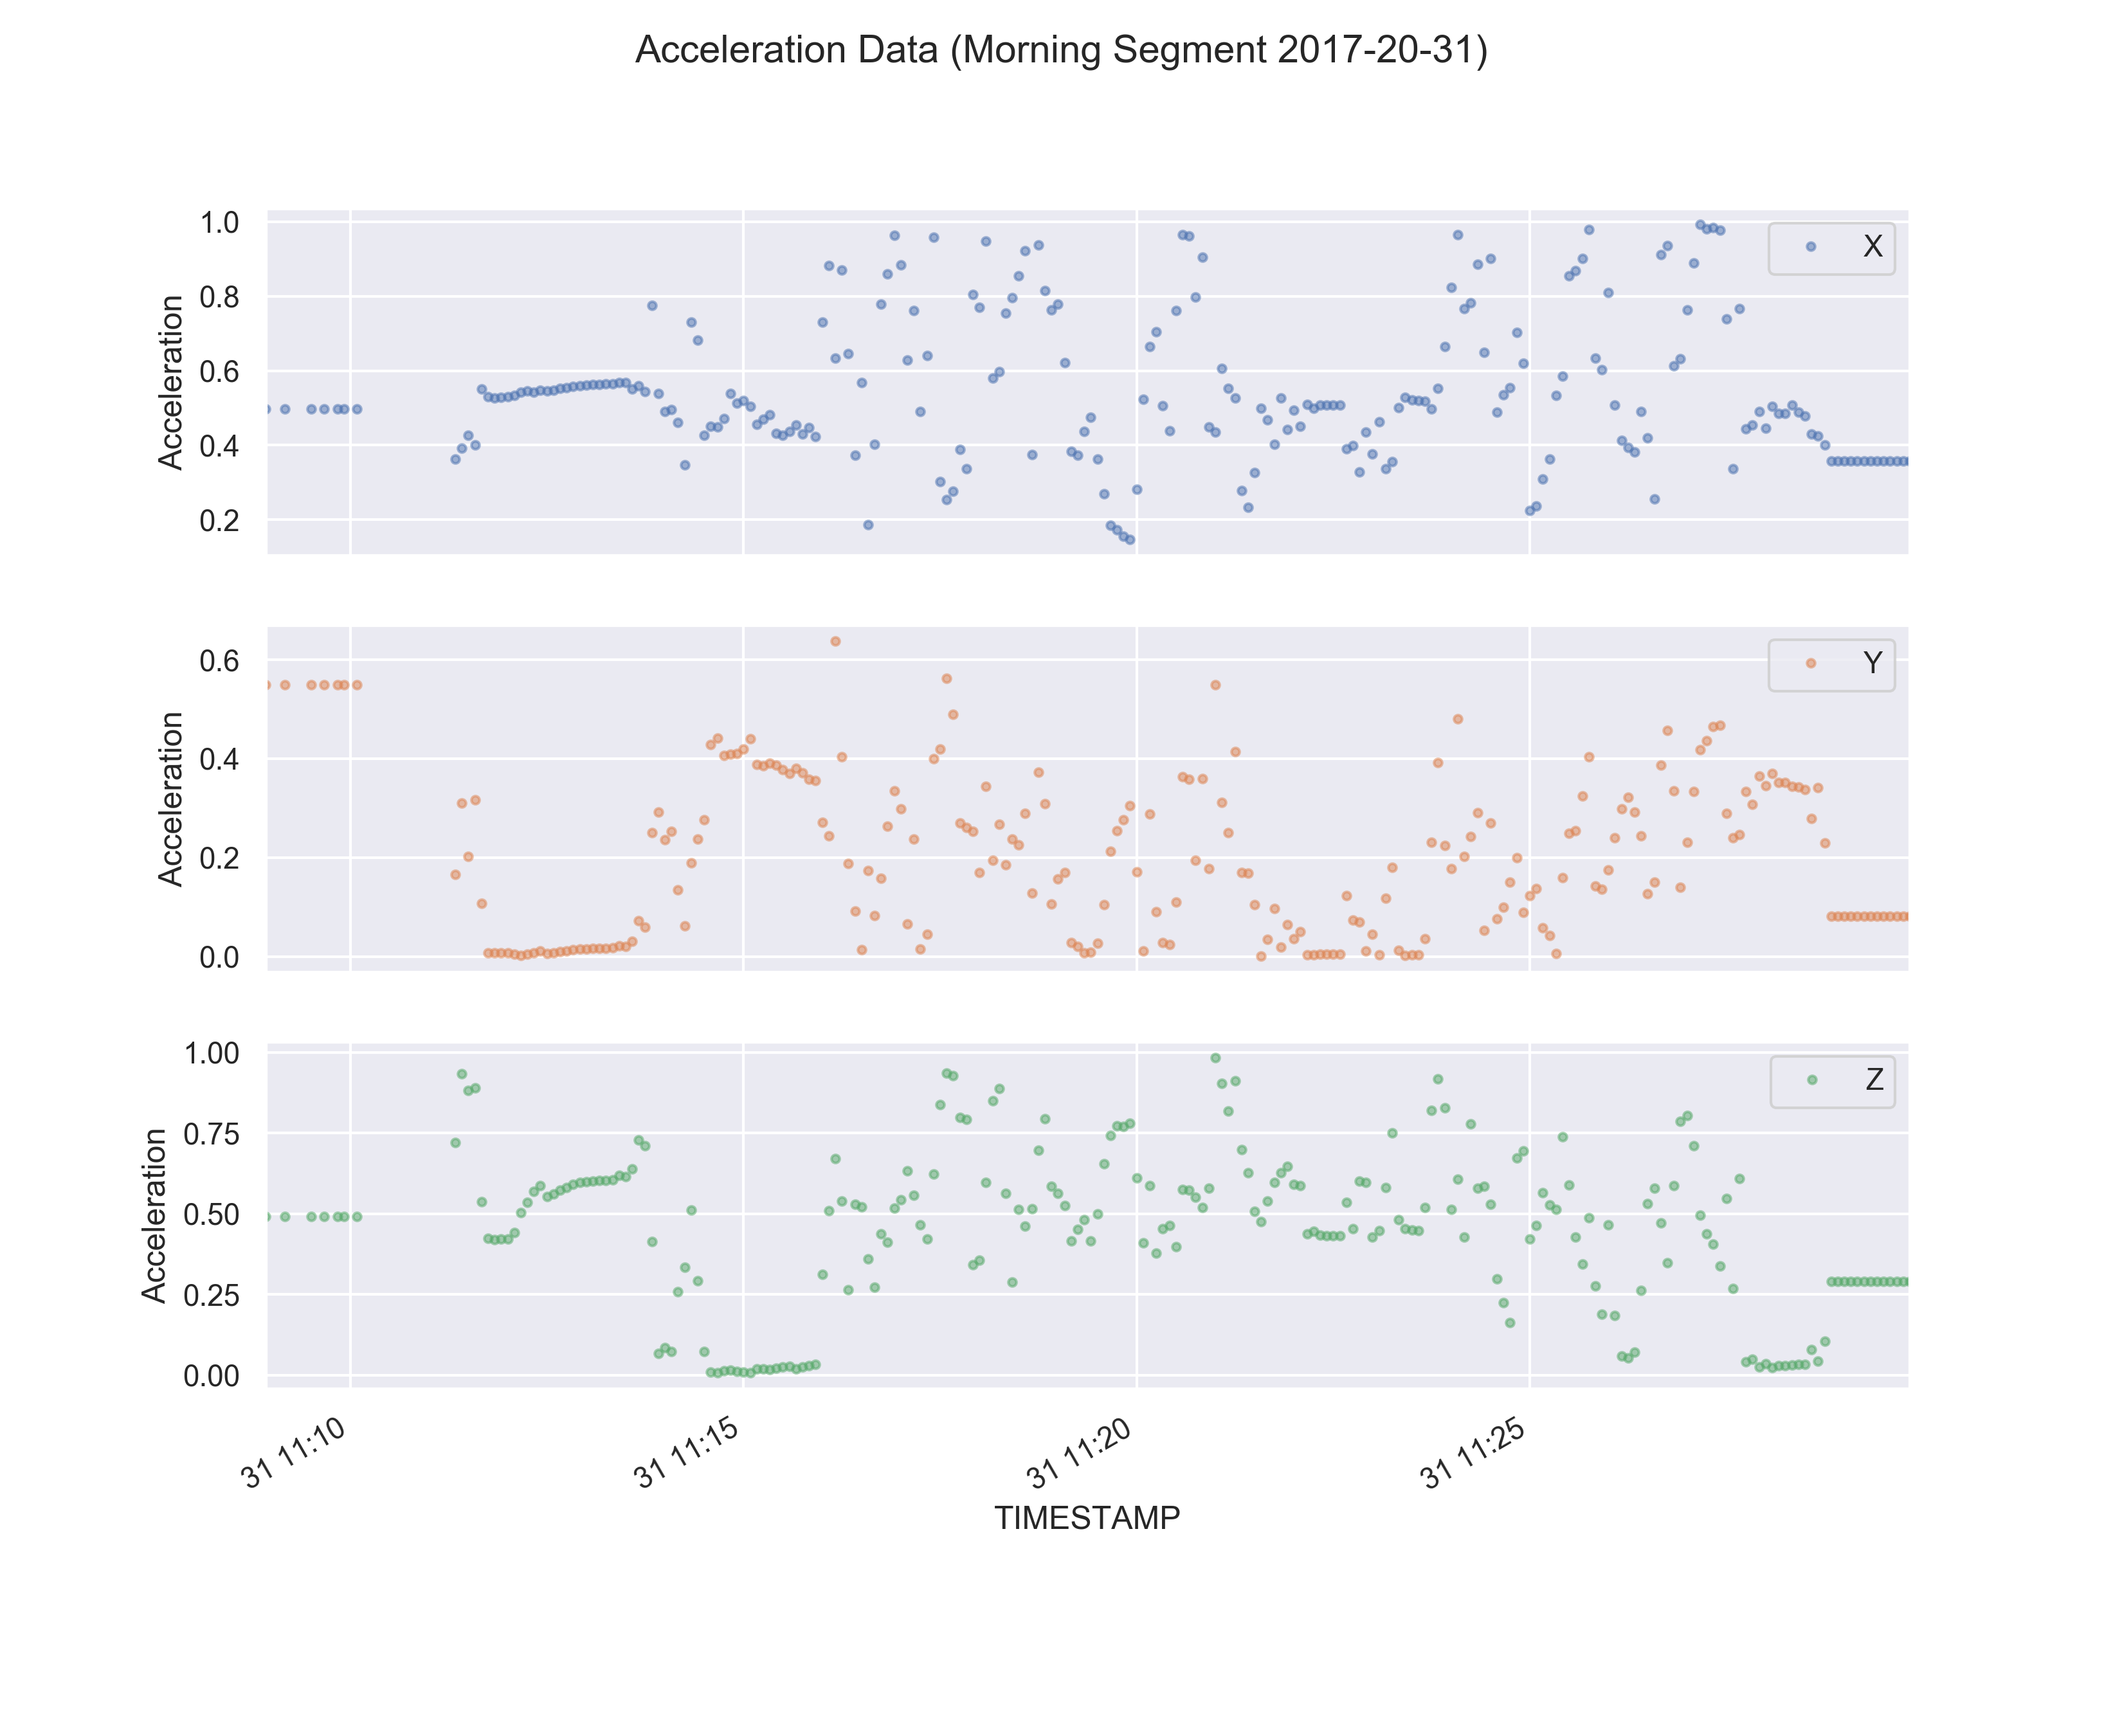 Acceleration Data (Morning Segment 2017-20-31)
1.0
0.8
0.6
0.4
0.2
Acceleration
X
0.6
0.4
0.2
0.0
Acceleration
Y
1.00
0.75
0.50
0.25
0.00
Acceleration
Z
31 11:10
31 11:15
31 11:20
31 11:25
TIMESTAMP